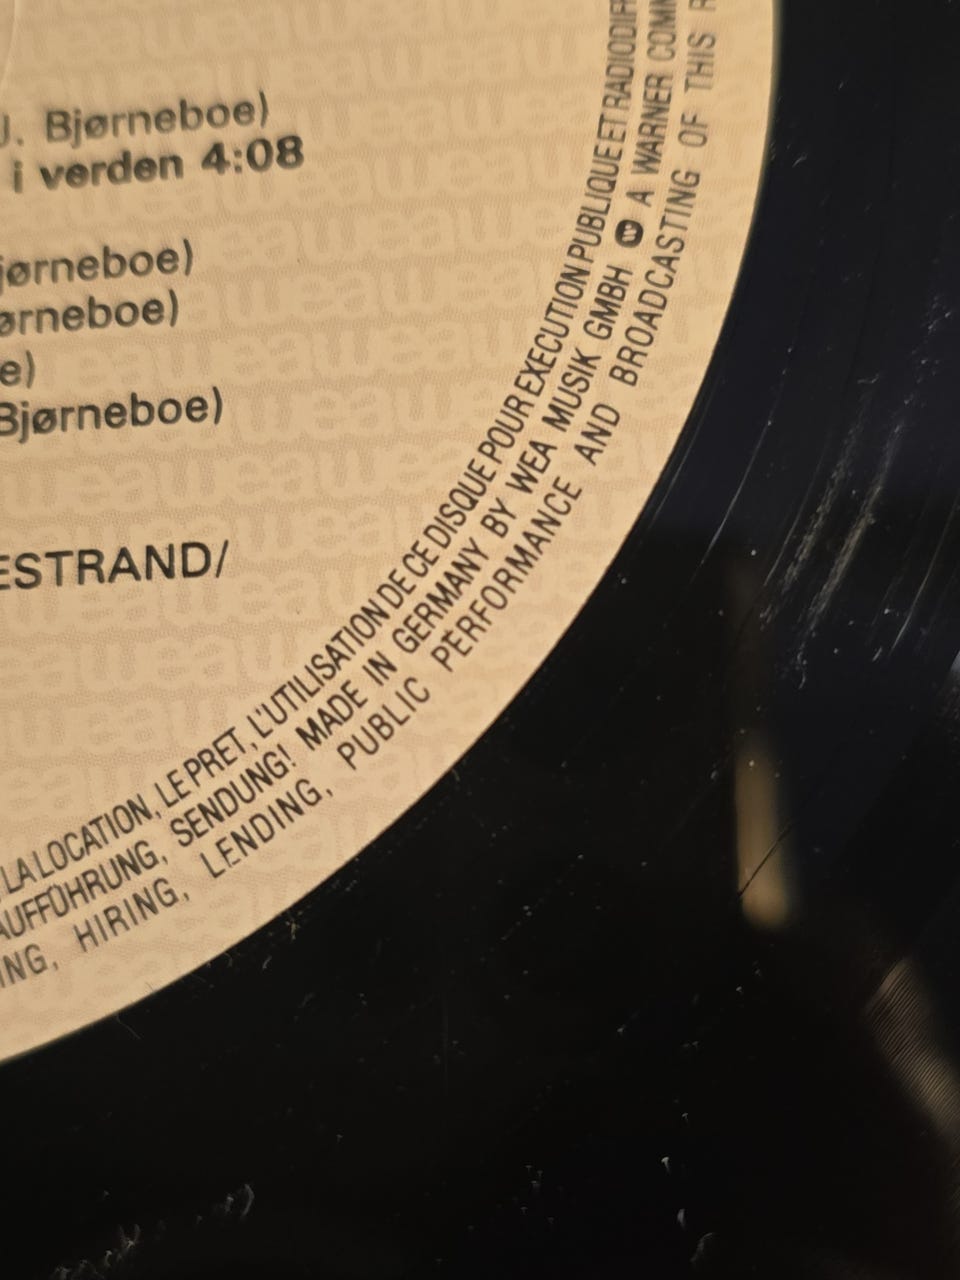 J. Bjørneboe)
i verden 4:08
jørneboe)
ørneboe)
e)
Bjørneboe)
ESTRAND/
LA LOCATION, LE PRET, L'UTILISATION DE CE DISQUE POUR EXECUTION PUBLIQUE ET RADIODIF
AUFFÜHRUNG, SENDUNG! MADE IN GERMANY BY WEA MUSIK GMBH A WARNER COMM
ING, HIRING, LENDING, PUBLIC PERFORMANCE AND BROADCASTING OF THIS R